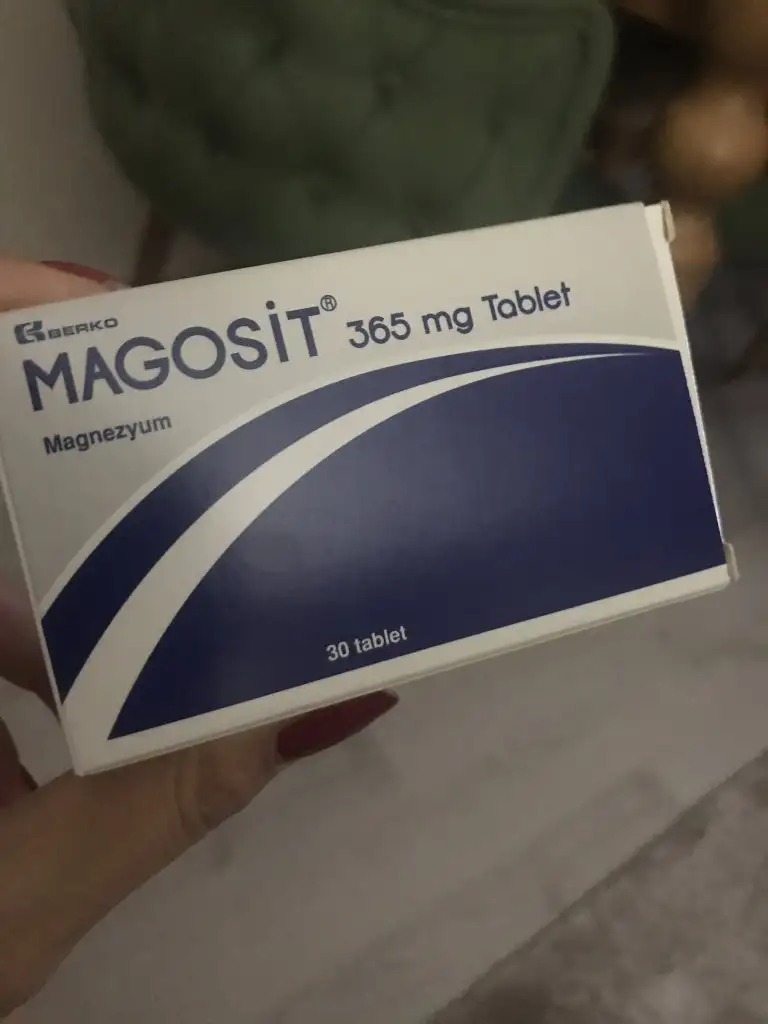 BERKO
MAGOSİT® 365 mg Tablet
Magnezyum
30 tablet